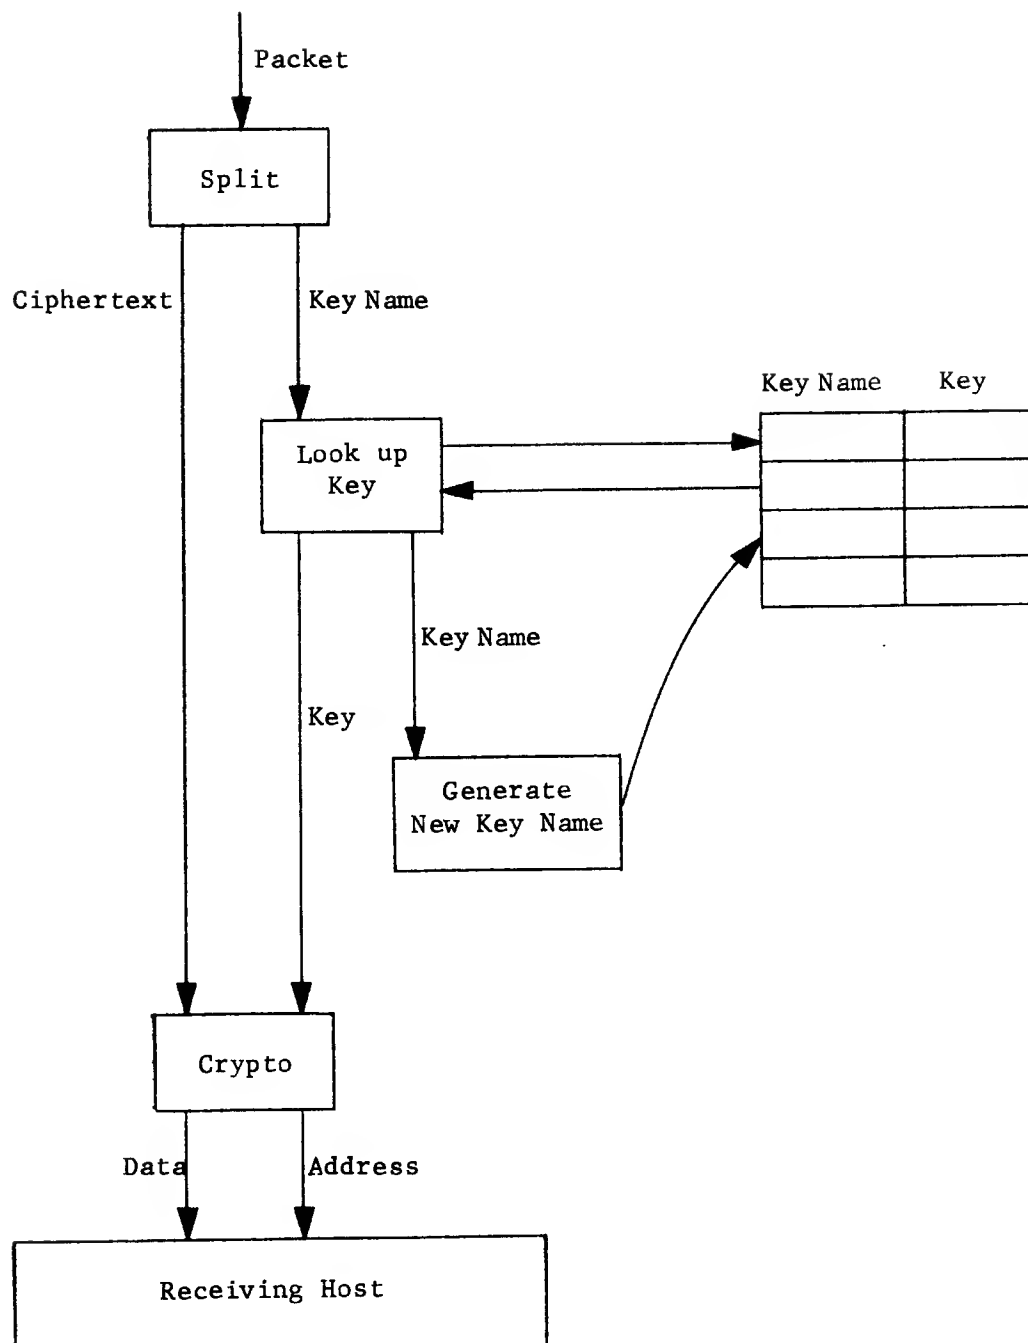 Packet
Split
Ciphertext
Key Name
Key Name
Key
Look up
Key
Key Name
Key
Generate
New Key Name
Crypto
Data
Address
Receiving Host